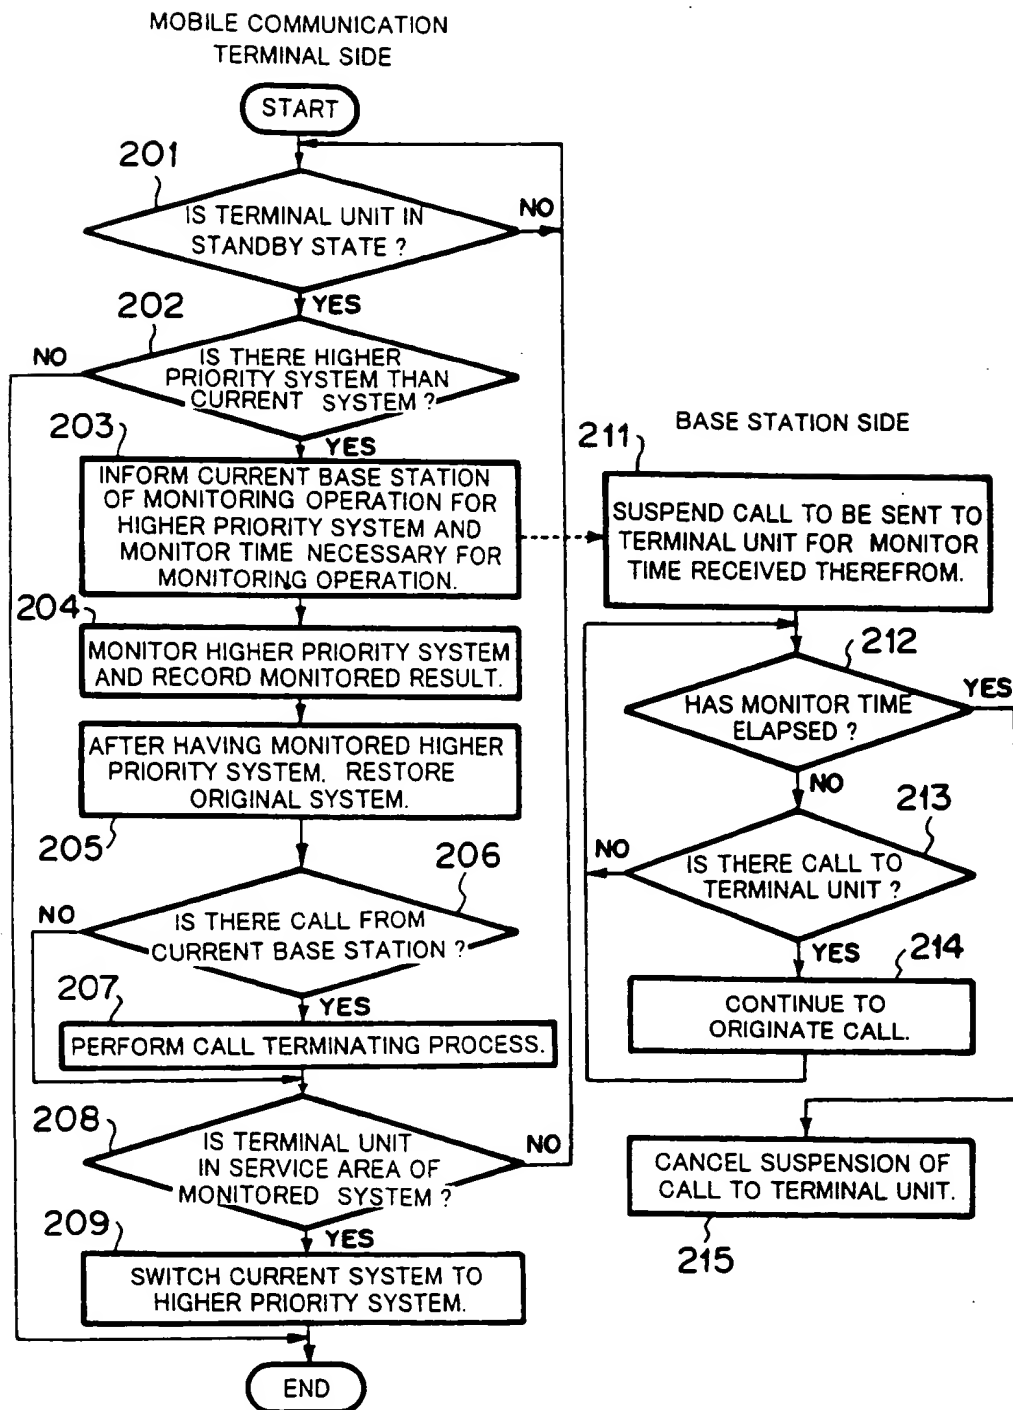 MOBILE COMMUNICATION
TERMINAL SIDE
START
201
IS TERMINAL UNIT IN
STANDBY STATE ?
NO
YES
202
NO
IS THERE HIGHER
PRIORITY SYSTEM THAN
CURRENT SYSTEM ?
YES
203
INFORM CURRENT BASE STATION
OF MONITORING OPERATION FOR
HIGHER PRIORITY SYSTEM AND
MONITOR TIME NECESSARY FOR
MONITORING OPERATION.
204
MONITOR HIGHER PRIORITY SYSTEM
AND RECORD MONITORED RESULT.
AFTER HAVING MONITORED HIGHER
PRIORITY SYSTEM. RESTORE
ORIGINAL SYSTEM.
205
206
NO
IS THERE CALL FROM
CURRENT BASE STATION ?
YES
207
PERFORM CALL TERMINATING PROCESS.
208
IS TERMINAL UNIT
IN SERVICE AREA OF
MONITORED SYSTEM ?
NO
YES
209
SWITCH CURRENT SYSTEM TO
HIGHER PRIORITY SYSTEM.
END
BASE STATION SIDE
211
SUSPEND CALL TO BE SENT TO
TERMINAL UNIT FOR MONITOR
TIME RECEIVED THEREFROM.
212
HAS MONITOR TIME
ELAPSED ?
YES
NO
213
NO
IS THERE CALL TO
TERMINAL UNIT ?
YES
214
CONTINUE TO
ORIGINATE CALL.
CANCEL SUSPENSION OF
CALL TO TERMINAL UNIT.
215